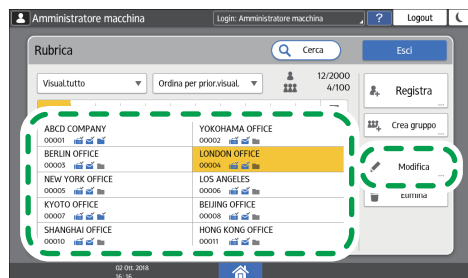 Amministratore macchina
Login: Amministratore macchina
?
Logout
Rubrica
Cerca
Esci
Visual.tutto
Ordina per prior.visual.
12/2000
4/100
Registra
...
Crea gruppo
...
Modifica
...
Elimina
ABCD COMPANY
00001
YOKOHAMA OFFICE
00002
BERLIN OFFICE
00003
LONDON OFFICE
00004
NEW YORK OFFICE
00005
LOS ANGELES
00006
KYOTO OFFICE
00007
BEIJING OFFICE
00008
SHANGHAI OFFICE
00010
HONG KONG OFFICE
00011
02 Ott. 2018
16: 16